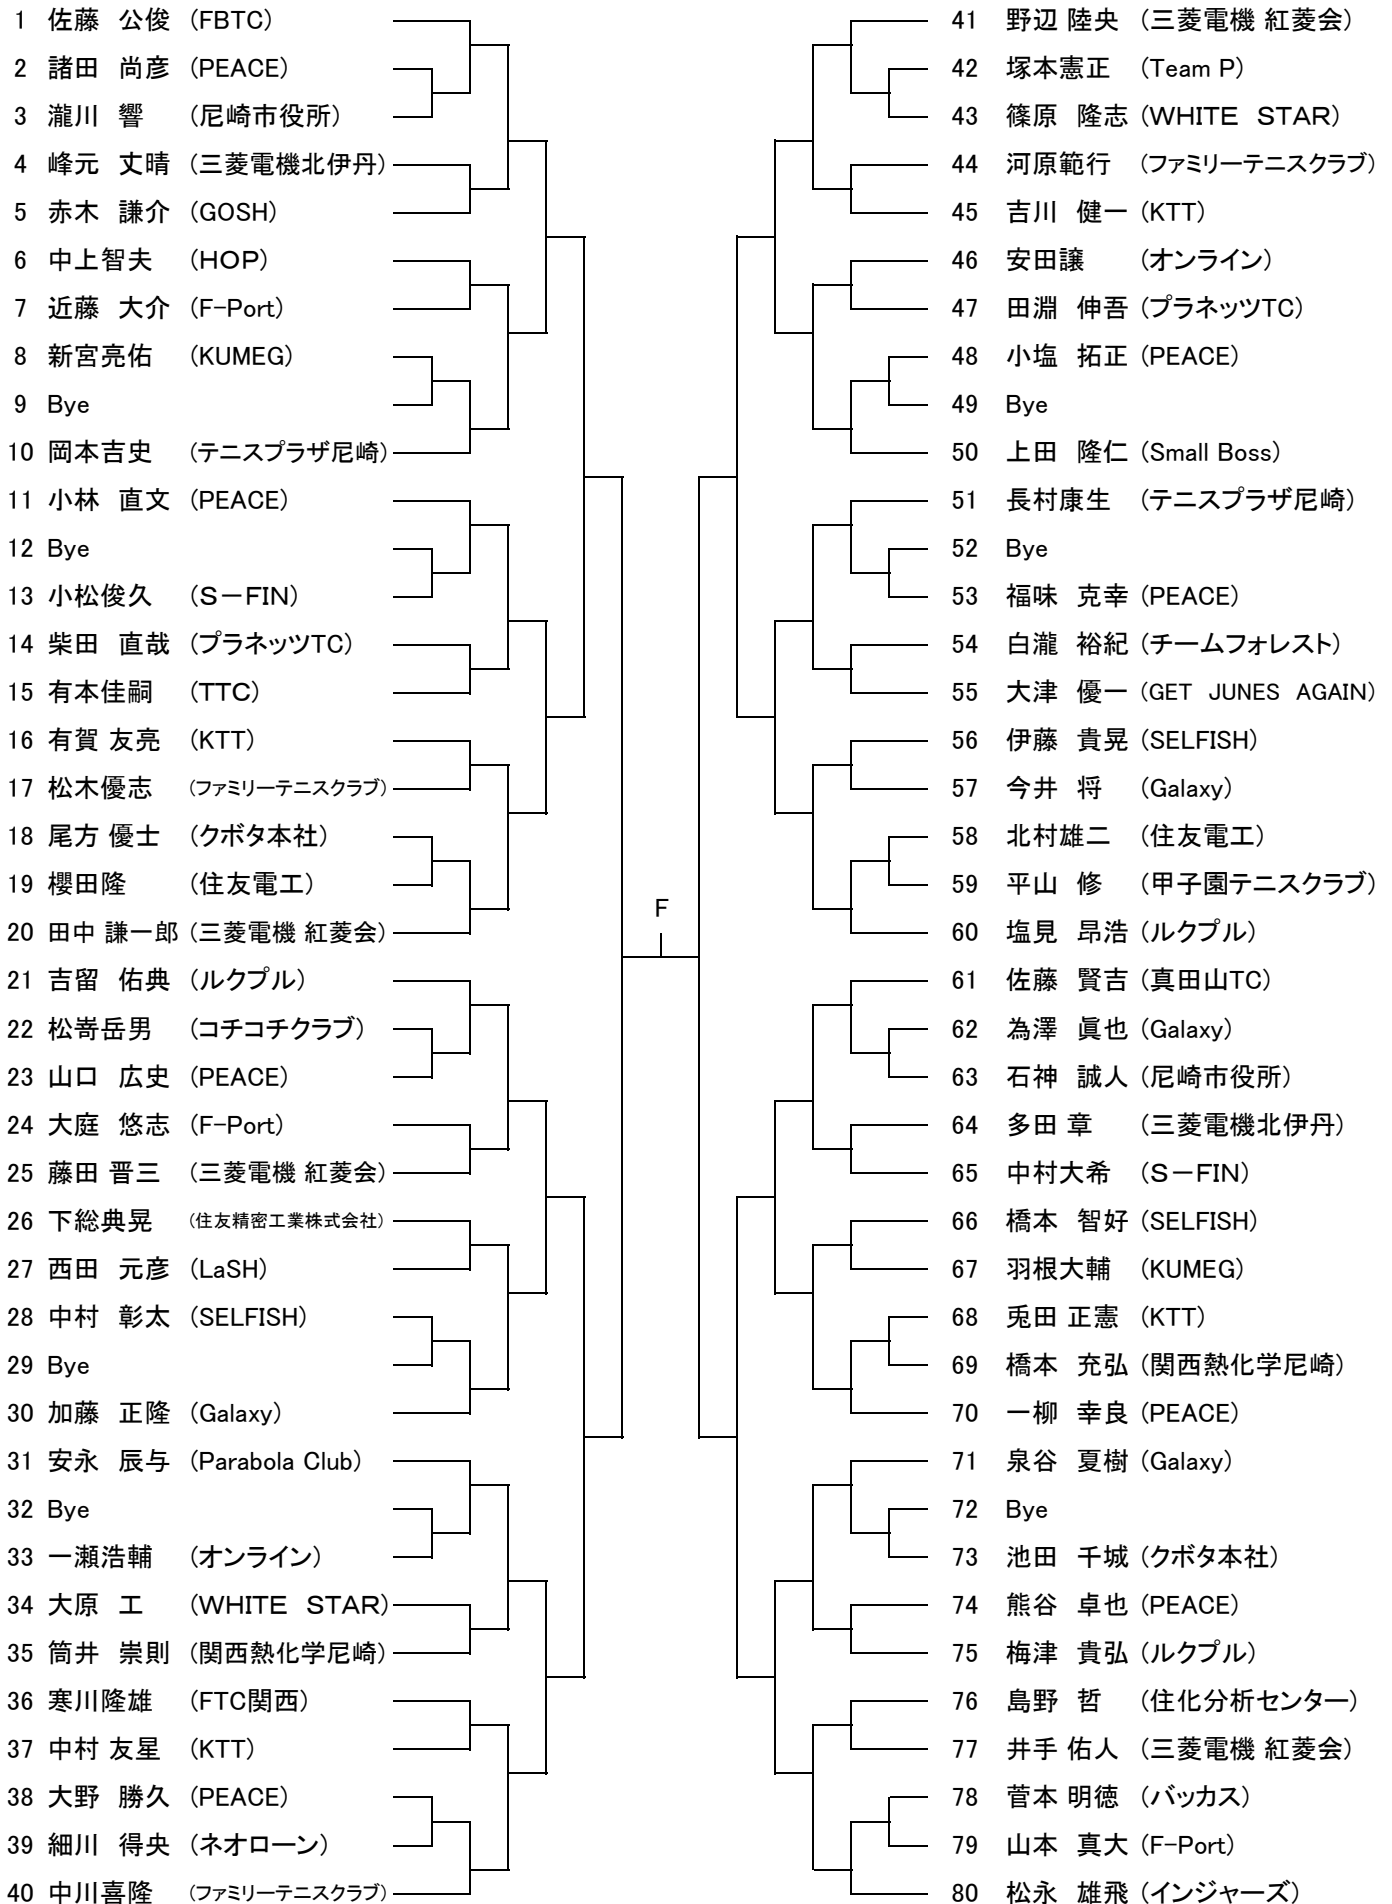 1 佐藤 公俊 (FBTC)
2 諸田 尚彦 (PEACE)
3 瀧川 響 (尼崎市役所)
4 峰元 丈晴 (三菱電機北伊丹)
5 赤木 謙介 (GOSH)
6 中上智夫 (HOP)
7 近藤 大介 (F-Port)
8 新宮亮佑 (KUMEG)
9 Bye
10 岡本吉史 (テニスプラザ尼崎)
11 小林 直文 (PEACE)
12 Bye
13 小松俊久 (S-FIN)
14 柴田 直哉 (プラネッツTC)
15 有本佳嗣 (TTC)
16 有賀 友亮 (KTT)
17 松木優志 (ファミリーテニスクラブ)
18 尾方 優士 (クボタ本社)
19 櫻田隆 (住友電工)
20 田中 謙一郎 (三菱電機 紅菱会)
21 吉留 佑典 (ルクプル)
22 松嵜岳男 (コチコチクラブ)
23 山口 広史 (PEACE)
24 大庭 悠志 (F-Port)
25 藤田 晋三 (三菱電機 紅菱会)
26 下総典晃 (住友精密工業株式会社)
27 西田 元彦 (LaSH)
28 中村 彰太 (SELFISH)
29 Bye
30 加藤 正隆 (Galaxy)
31 安永 辰与 (Parabola Club)
32 Bye
33 一瀬浩輔 (オンライン)
34 大原 工 (WHITE STAR)
35 筒井 崇則 (関西熱化学尼崎)
36 寒川隆雄 (FTC関西)
37 中村 友星 (KTT)
38 大野 勝久 (PEACE)
39 細川 得央 (ネオローン)
40 中川喜隆 (ファミリーテニスクラブ)
F
41 野辺 陸央 (三菱電機 紅菱会)
42 塚本憲正 (Team P)
43 篠原 隆志 (WHITE STAR)
44 河原範行 (ファミリーテニスクラブ)
45 吉川 健一 (KTT)
46 安田譲 (オンライン)
47 田淵 伸吾 (プラネッツTC)
48 小塩 拓正 (PEACE)
49 Bye
50 上田 隆仁 (Small Boss)
51 長村康生 (テニスプラザ尼崎)
52 Bye
53 福味 克幸 (PEACE)
54 白瀧 裕紀 (チームフォレスト)
55 大津 優一 (GET JUNES AGAIN)
56 伊藤 貴晃 (SELFISH)
57 今井 将 (Galaxy)
58 北村雄二 (住友電工)
59 平山 修 (甲子園テニスクラブ)
60 塩見 昂浩 (ルクプル)
61 佐藤 賢吉 (真田山TC)
62 為澤 眞也 (Galaxy)
63 石神 誠人 (尼崎市役所)
64 多田 章 (三菱電機北伊丹)
65 中村大希 (S-FIN)
66 橋本 智好 (SELFISH)
67 羽根大輔 (KUMEG)
68 兎田 正憲 (KTT)
69 橋本 充弘 (関西熱化学尼崎)
70 一柳 幸良 (PEACE)
71 泉谷 夏樹 (Galaxy)
72 Bye
73 池田 千城 (クボタ本社)
74 熊谷 卓也 (PEACE)
75 梅津 貴弘 (ルクプル)
76 島野 哲 (住化分析センター)
77 井手 佑人 (三菱電機 紅菱会)
78 菅本 明徳 (バッカス)
79 山本 真大 (F-Port)
80 松永 雄飛 (インジャーズ)